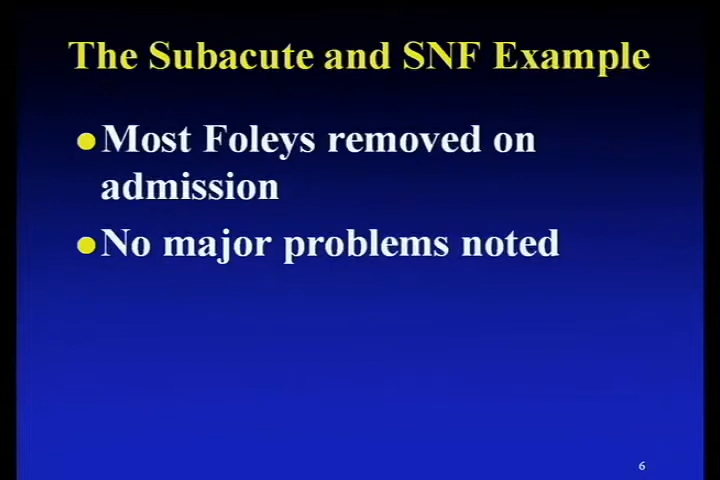 The Subacute and SNF Example
●Most Foleys removed on
admission
●No major problems noted
6